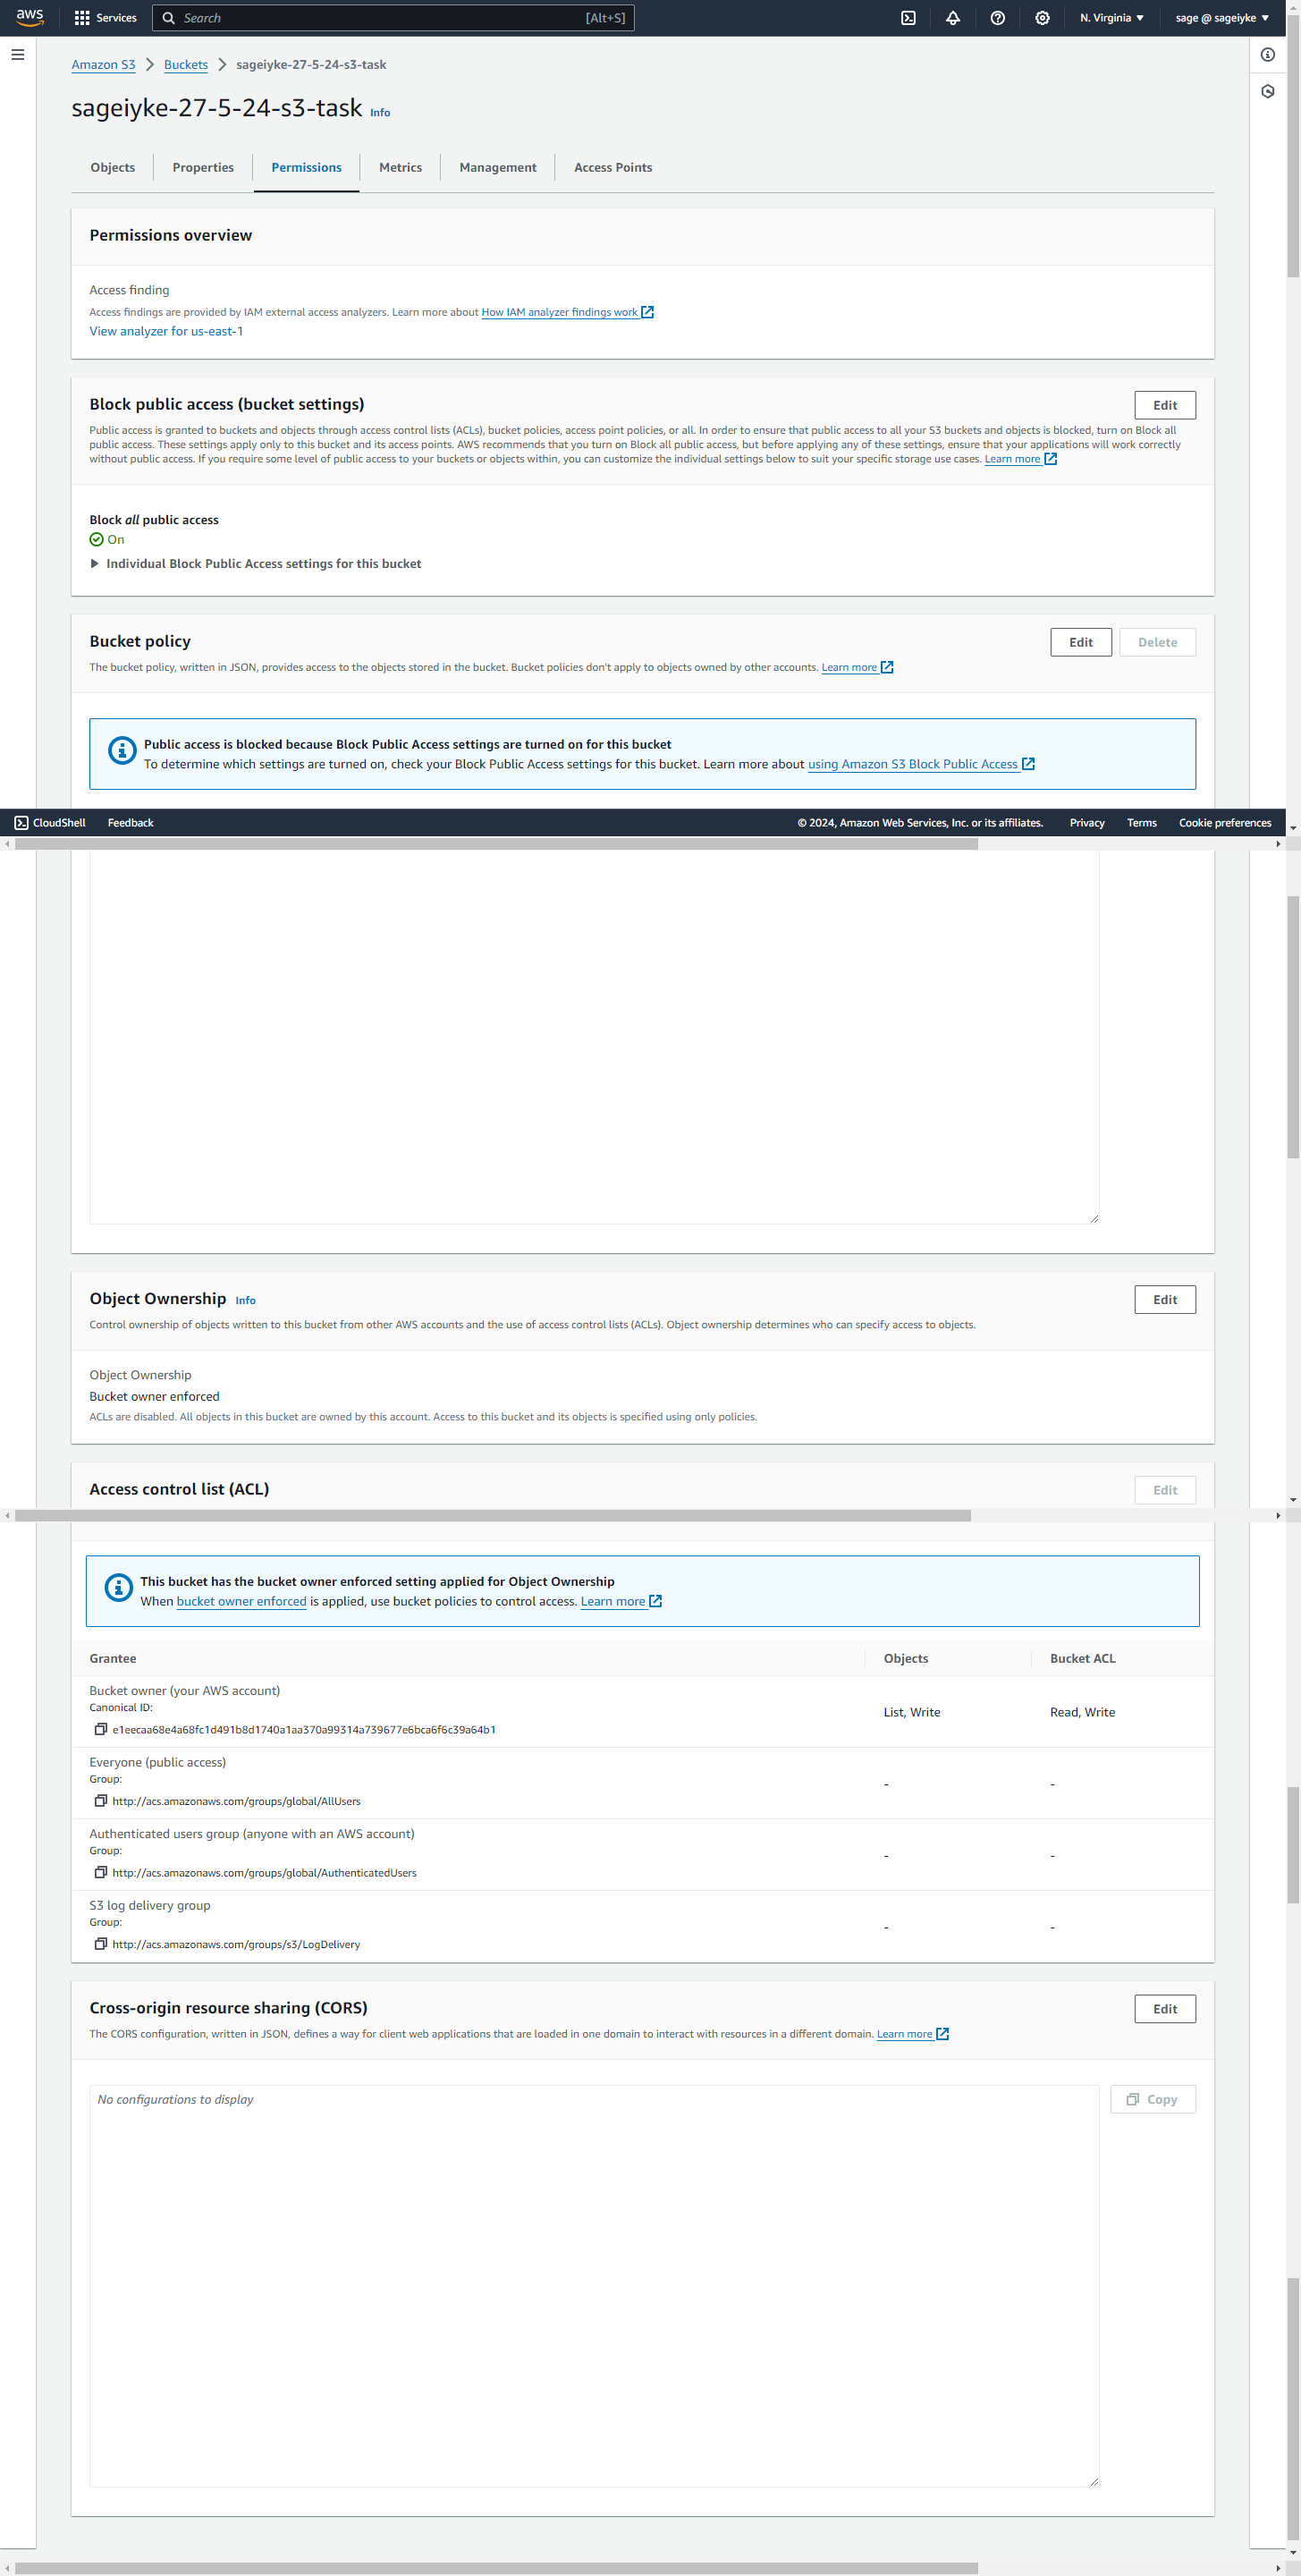 aws
Services
Search
[Alt+S]
N. Virginia
sage @ sageiyke
Amazon S3
Buckets
sageiyke-27-5-24-s3-task
sageiyke-27-5-24-s3-task Info
Objects
Properties
Permissions
Metrics
Management
Access Points
Permissions overview
Access finding
Access findings are provided by IAM external access analyzers. Learn more about How IAM analyzer findings work
View analyzer for us-east-1
Block public access (bucket settings)
Edit
Public access is granted to buckets and objects through access control lists (ACLs), bucket policies, access point policies, or all. In order to ensure that public access to all your S3 buckets and objects is blocked, turn on Block all
public access. These settings apply only to this bucket and its access points. AWS recommends that you turn on Block all public access, but before applying any of these settings, ensure that your applications will work correctly
without public access. If you require some level of public access to your buckets or objects within, you can customize the individual settings below to suit your specific storage use cases. Learn more
Block all public access
On
Individual Block Public Access settings for this bucket
Bucket policy
Edit
Delete
The bucket policy, written in JSON, provides access to the objects stored in the bucket. Bucket policies don't apply to objects owned by other accounts. Learn more
Public access is blocked because Block Public Access settings are turned on for this bucket
To determine which settings are turned on, check your Block Public Access settings for this bucket. Learn more about using Amazon S3 Block Public Access
CloudShell
Feedback
© 2024, Amazon Web Services, Inc. or its affiliates.
Privacy
Terms
Cookie preferences
Object Ownership Info
Edit
Control ownership of objects written to this bucket from other AWS accounts and the use of access control lists (ACLs). Object ownership determines who can specify access to objects.
Object Ownership
Bucket owner enforced
ACLs are disabled. All objects in this bucket are owned by this account. Access to this bucket and its objects is specified using only policies.
Access control list (ACL)
Edit
This bucket has the bucket owner enforced setting applied for Object Ownership
When bucket owner enforced is applied, use bucket policies to control access. Learn more
Grantee
Objects
Bucket ACL
Bucket owner (your AWS account)
Canonical ID:
e1eecaa68e4a68fc1d491b8d1740a1aa370a99314a739677e6bca6f6c39a64b1
List, Write
Read, Write
Everyone (public access)
Group:
http://acs.amazonaws.com/groups/global/AllUsers
-
-
Authenticated users group (anyone with an AWS account)
Group:
http://acs.amazonaws.com/groups/global/AuthenticatedUsers
-
-
S3 log delivery group
Group:
http://acs.amazonaws.com/groups/s3/LogDelivery
-
-
Cross-origin resource sharing (CORS)
Edit
The CORS configuration, written in JSON, defines a way for client web applications that are loaded in one domain to interact with resources in a different domain. Learn more
No configurations to display
Copy